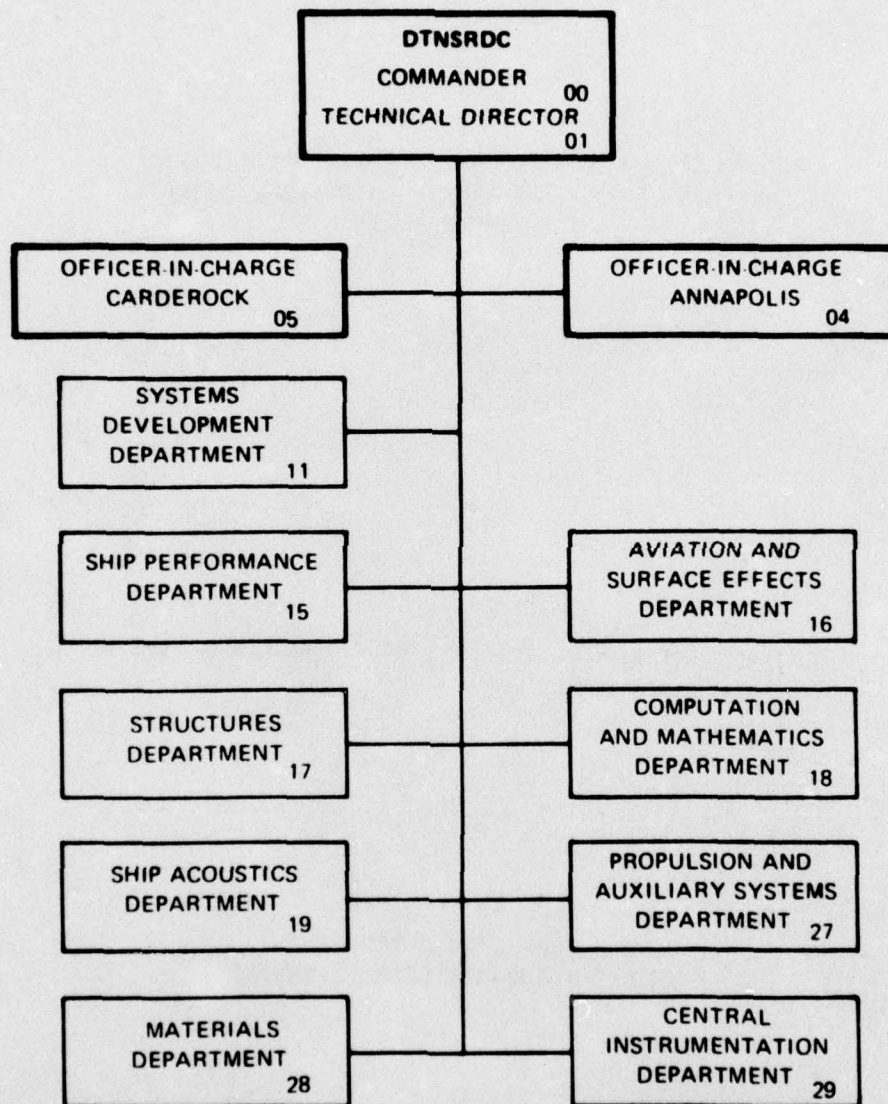 DTNSRDC
COMMANDER
00
TECHNICAL DIRECTOR
01
OFFICER-IN-CHARGE
CARDEROCK
05
OFFICER-IN-CHARGE
ANNAPOLIS
04
SYSTEMS
DEVELOPMENT
DEPARTMENT
11
SHIP PERFORMANCE
DEPARTMENT
15
AVIATION AND
SURFACE EFFECTS
DEPARTMENT
16
STRUCTURES
DEPARTMENT
17
COMPUTATION
AND MATHEMATICS
DEPARTMENT
18
SHIP ACOUSTICS
DEPARTMENT
19
PROPULSION AND
AUXILIARY SYSTEMS
DEPARTMENT
27
MATERIALS
DEPARTMENT
28
CENTRAL
INSTRUMENTATION
DEPARTMENT
29